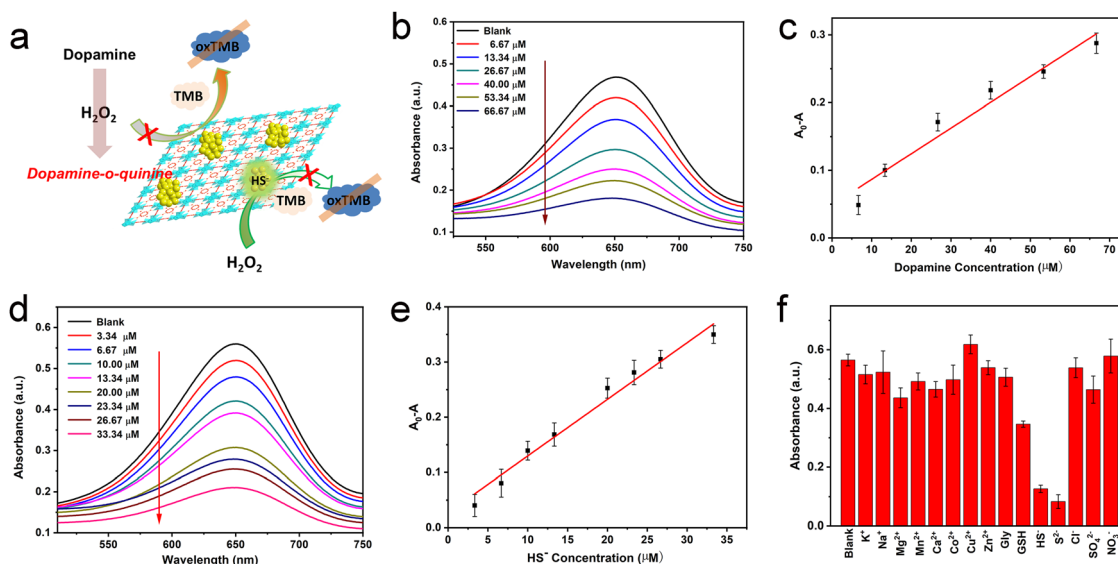 a
Dopamine
oxTMB
TMB
H₂O₂
Dopamine-o-quinine
HS⁻
TMB
oxTMB
H₂O₂
b
Blank
6.67 μM
13.34 μM
26.67 μM
40.00 μM
53.34 μM
66.67 μM
Absorbance (a.u.)
0.6
0.5
0.4
0.3
0.2
0.1
550 600 650 700 750
Wavelength (nm)
c
A₀-A
0.3
0.2
0.1
0.0
0 10 20 30 40 50 60 70
Dopamine Concentration (μM)
d
Blank
3.34 μM
6.67 μM
10.00 μM
13.34 μM
20.00 μM
23.34 μM
26.67 μM
33.34 μM
Absorbance (a.u.)
0.6
0.5
0.4
0.3
0.2
0.1
550 600 650 700 750
Wavelength (nm)
e
A₀-A
0.4
0.3
0.2
0.1
0.0
0 5 10 15 20 25 30 35
HS⁻ Concentration (μM)
f
Absorbance (a.u.)
0.6
0.4
0.2
0.0
Blank
K⁺
Na⁺
Mg²⁺
Mn²⁺
Ca²⁺
Co²⁺
Cu²⁺
Zn²⁺
Gly
GSH
HS⁻
S²⁻
Cl⁻
SO₄²⁻
NO₃⁻